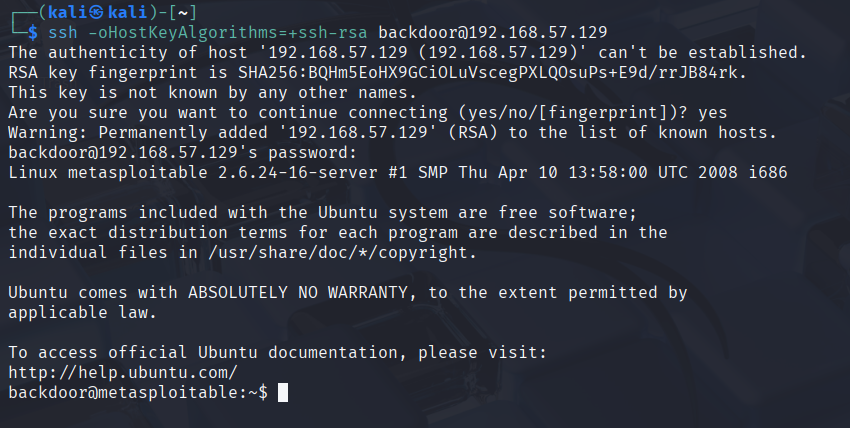 ┌──(kali㉿kali)-[~]
└─$ ssh -oHostKeyAlgorithms=+ssh-rsa backdoor@192.168.57.129
The authenticity of host '192.168.57.129 (192.168.57.129)' can't be established.
RSA key fingerprint is SHA256:BQHm5EoHX9GCiOLuVscegPXLQOsuPs+E9d/rrJB84rk.
This key is not known by any other names.
Are you sure you want to continue connecting (yes/no/[fingerprint])? yes
Warning: Permanently added '192.168.57.129' (RSA) to the list of known hosts.
backdoor@192.168.57.129's password:
Linux metasploitable 2.6.24-16-server #1 SMP Thu Apr 10 13:58:00 UTC 2008 i686
The programs included with the Ubuntu system are free software;
the exact distribution terms for each program are described in the
individual files in /usr/share/doc/*/copyright.
Ubuntu comes with ABSOLUTELY NO WARRANTY, to the extent permitted by
applicable law.
To access official Ubuntu documentation, please visit:
http://help.ubuntu.com/
backdoor@metasploitable:~$